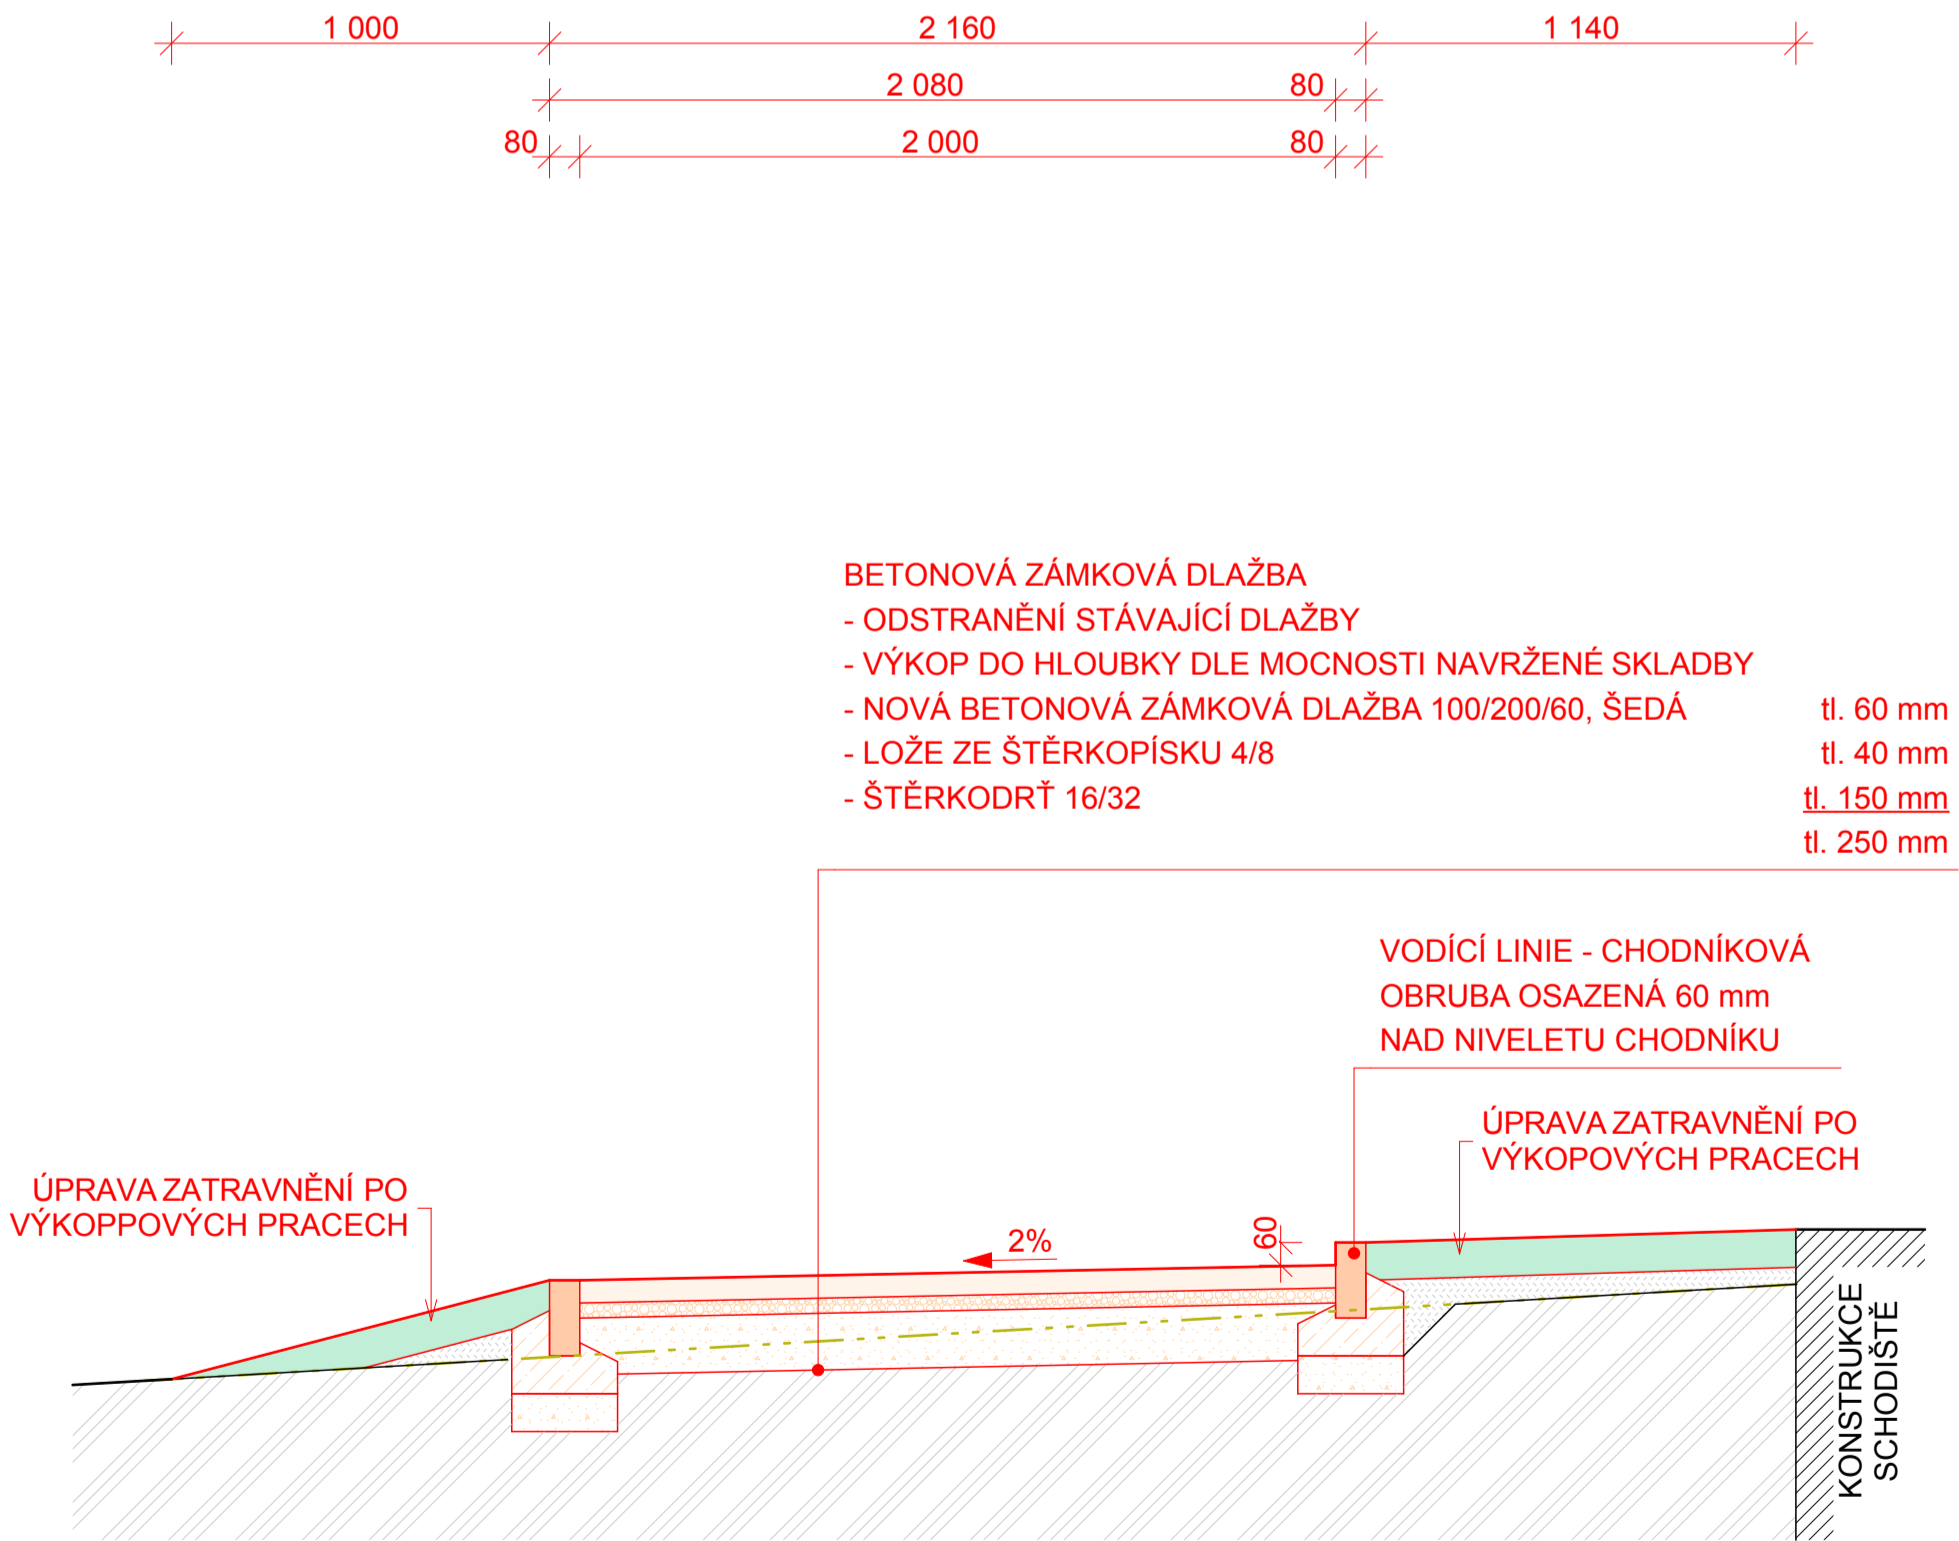 1 000
2 160
1 140
2 080
80
80
2 000
80
BETONOVÁ ZÁMKOVÁ DLAŽBA
- ODSTRANĚNÍ STÁVAJÍCÍ DLAŽBY
- VÝKOP DO HLOUBKY DLE MOCNOSTI NAVRŽENÉ SKLADBY
- NOVÁ BETONOVÁ ZÁMKOVÁ DLAŽBA 100/200/60, ŠEDÁ tl. 60 mm
- LOŽE ZE ŠTĚRKOPÍSKU 4/8 tl. 40 mm
- ŠTĚRKODRŤ 16/32 tl. 150 mm
tl. 250 mm
VODÍCÍ LINIE - CHODNÍKOVÁ
OBRUBA OSAZENÁ 60 mm
NAD NIVELETU CHODNÍKU
ÚPRAVA ZATRAVNĚNÍ PO
VÝKOPOVÝCH PRACECH
ÚPRAVA ZATRAVNĚNÍ PO
VÝKOPPOVÝCH PRACECH
2%
60
KONSTRUKCE
SCHODIŠTĚ